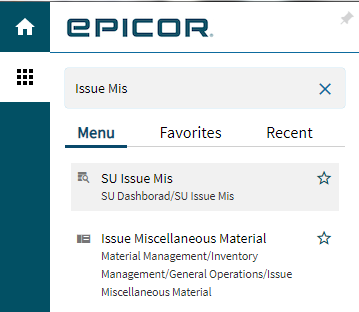 EPICOR.
Issue Mis
Menu Favorites Recent
SU Issue Mis
SU Dashborad/SU Issue Mis
Issue Miscellaneous Material
Material Management/Inventory
Management/General Operations/Issue
Miscellaneous Material